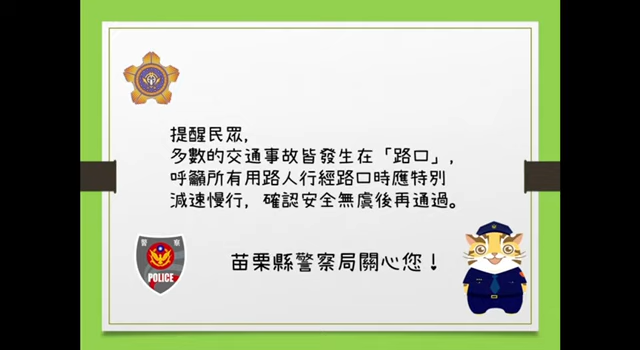 提醒民眾,
多數的交通事故皆發生在「路口」,
呼籲所有用路人行經路口時應特別
減速慢行，確認安全無虞後再通過。
警 察
POLICE
苗栗縣警察局關心您！